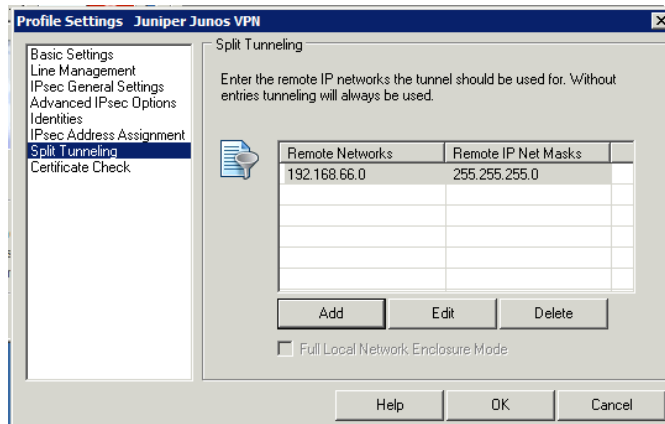 Profile Settings Juniper Junos VPN
Basic Settings
Line Management
IPsec General Settings
Advanced IPsec Options
Identities
IPsec Address Assignment
Split Tunneling
Certificate Check
Split Tunneling
Enter the remote IP networks the tunnel should be used for. Without
entries tunneling will always be used.
Remote Networks Remote IP Net Masks
192.168.66.0 255.255.255.0
Add Edit Delete
Full Local Network Enclosure Mode
Help OK Cancel